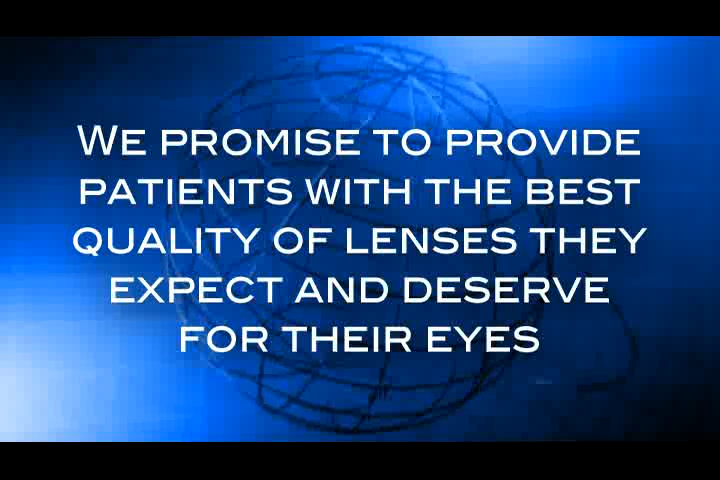 WE PROMISE TO PROVIDE
PATIENTS WITH THE BEST
QUALITY OF LENSES THEY
EXPECT AND DESERVE
FOR THEIR EYES